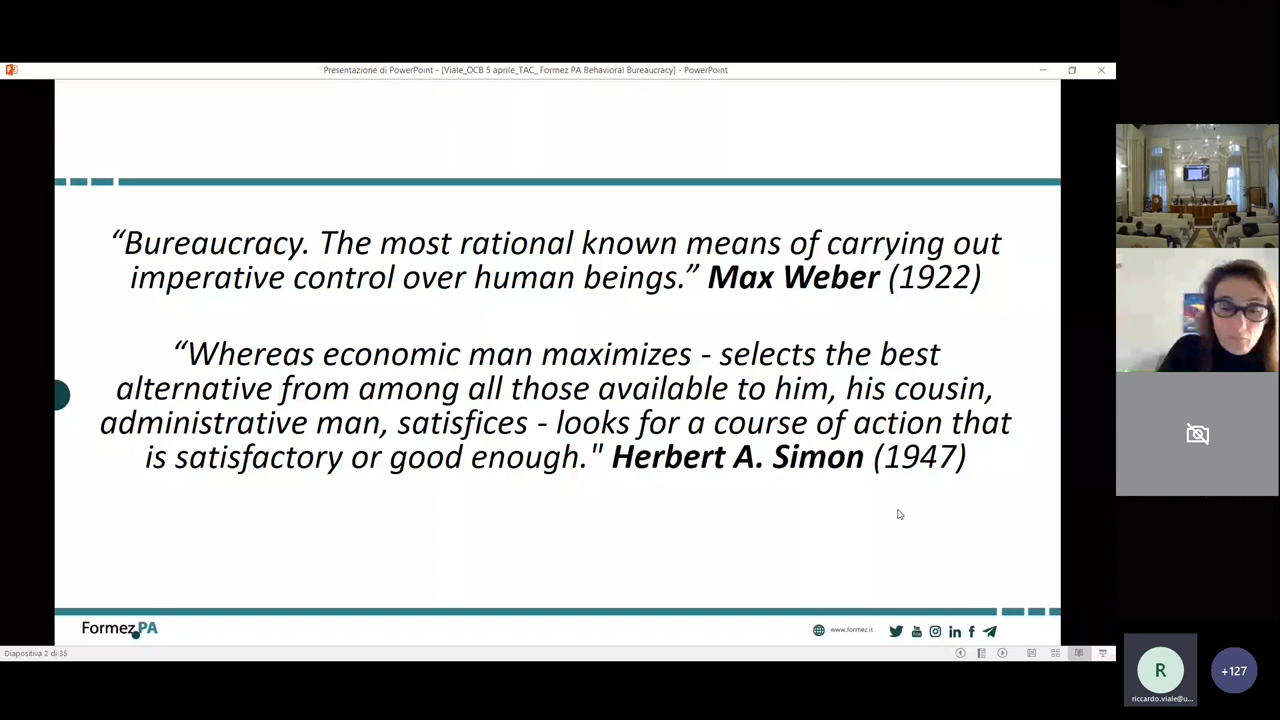 Presentazione di PowerPoint - [Viale_OCB 5 aprile_TAC_ Formez PA Behavioral Bureaucracy] - PowerPoint
“Bureaucracy. The most rational known means of carrying out
imperative control over human beings.” Max Weber (1922)
“Whereas economic man maximizes - selects the best
alternative from among all those available to him, his cousin,
administrative man, satisfices - looks for a course of action that
is satisfactory or good enough." Herbert A. Simon (1947)
Formez PA
www.formez.it
Diapositiva 2 di 35
R
+127
riccardo.viale@u...